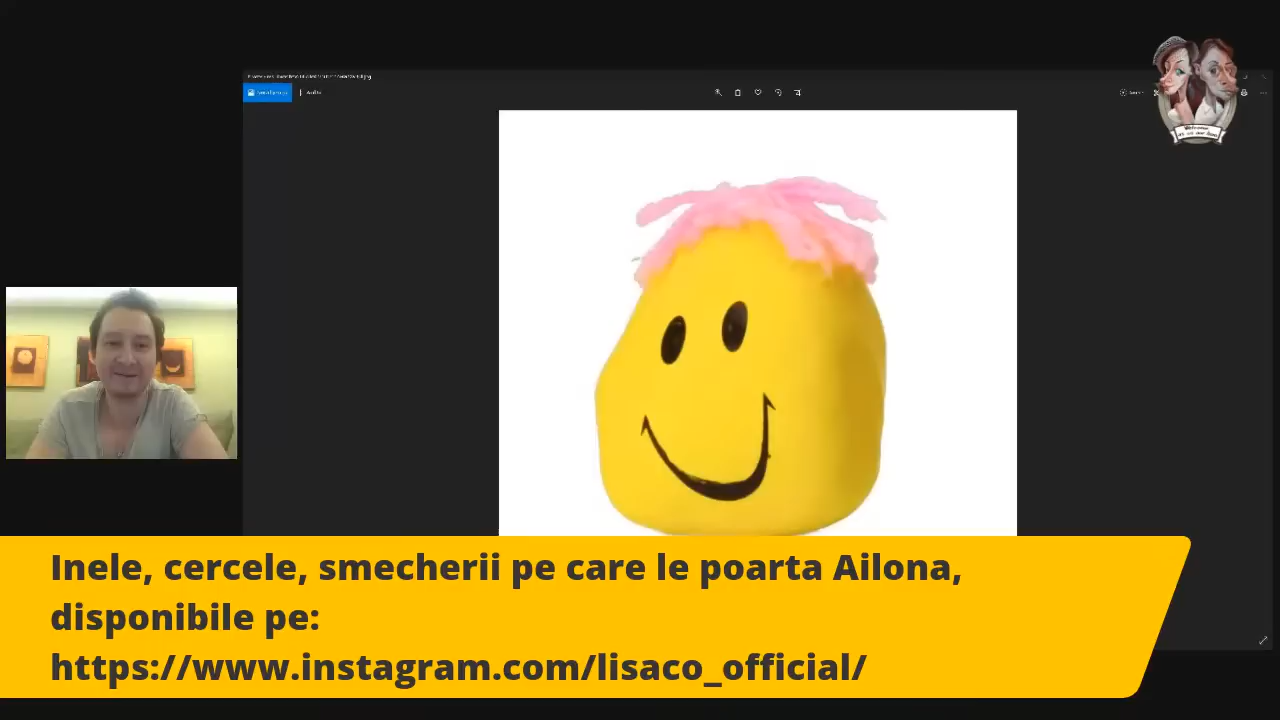 Inele, cercele, smecherii pe care le poarta Ailona,
disponibile pe:
https://www.instagram.com/lisaco_official/